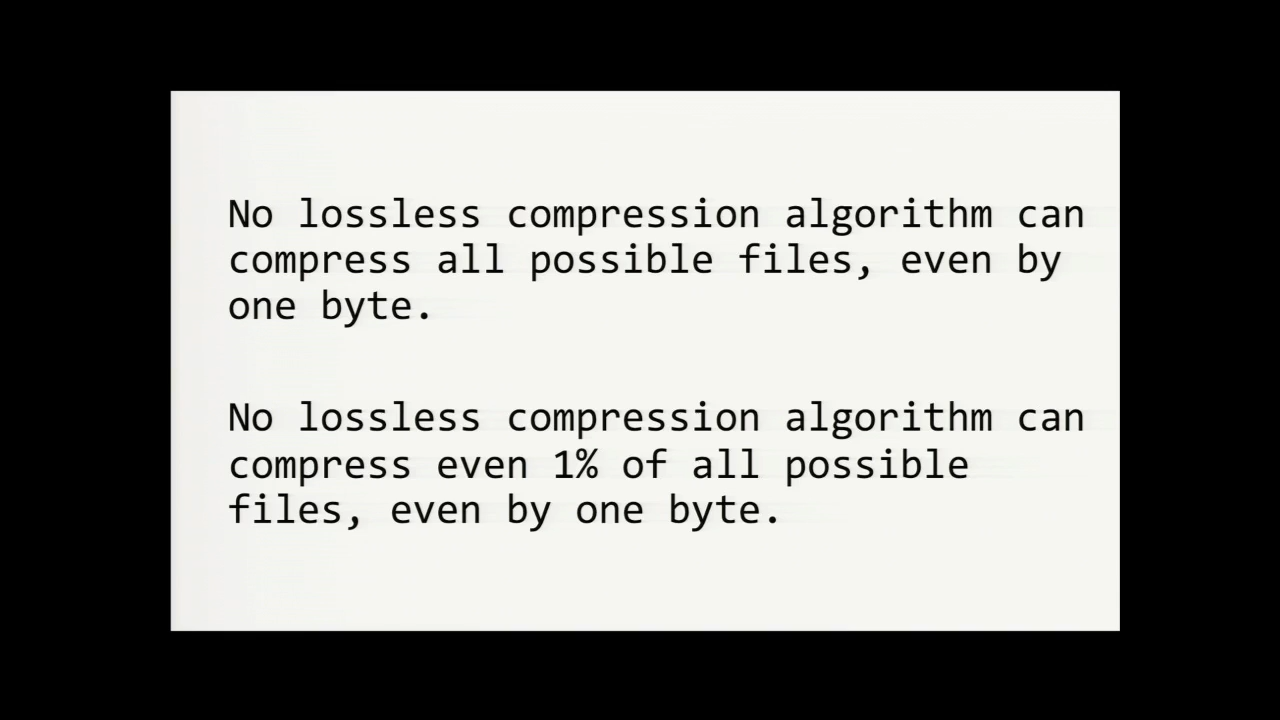 No lossless compression algorithm can
compress all possible files, even by
one byte.
No lossless compression algorithm can
compress even 1% of all possible
files, even by one byte.